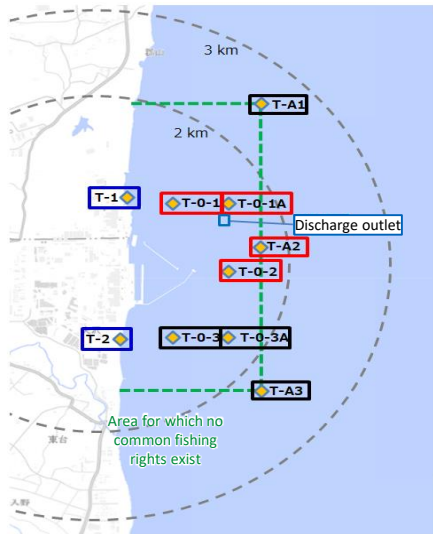 3 km
T-A1
2 km
T-1
T-0-1
T-0-1A
Discharge outlet
T-A2
T-0-2
T-2
T-0-3
T-0-3A
T-A3
Area for which no
common fishing
rights exist